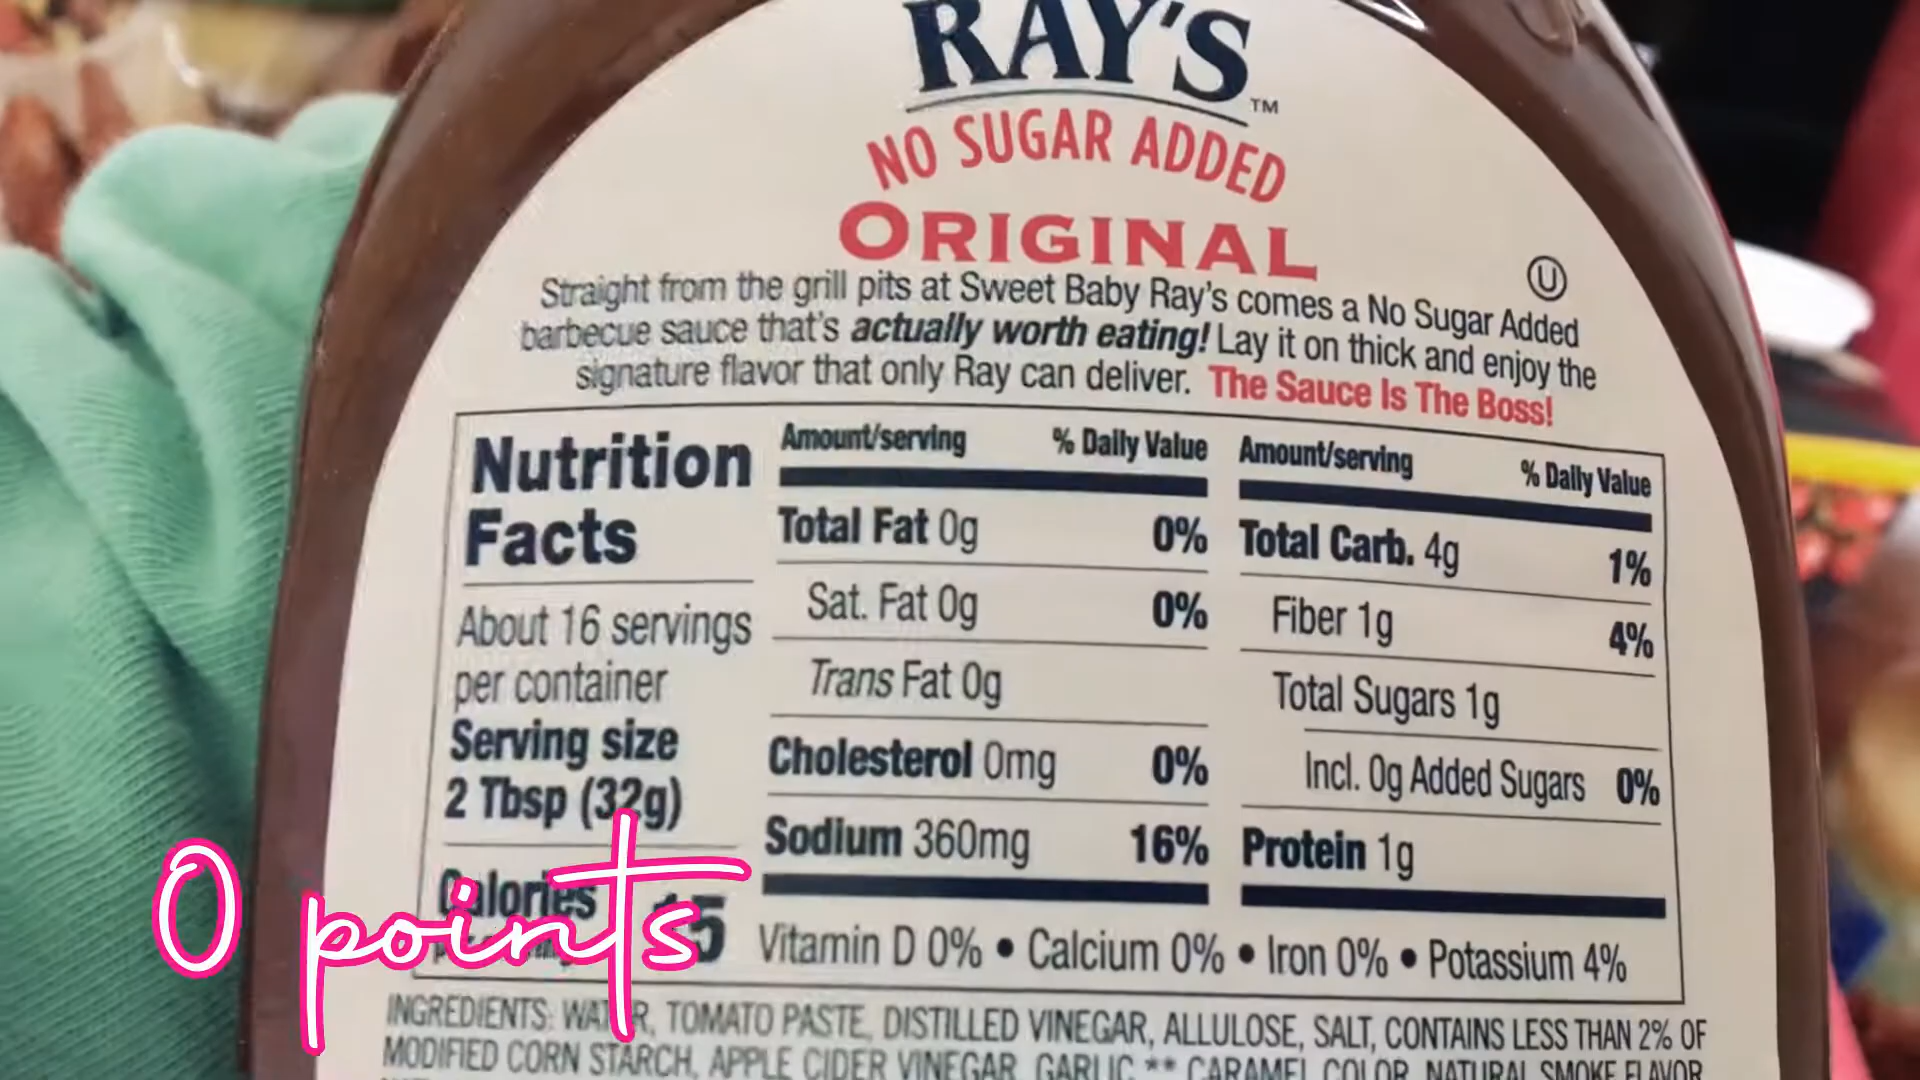 RAY'S
TM
NO SUGAR ADDED
ORIGINAL
U
Straight from the grill pits at Sweet Baby Ray's comes a No Sugar Added
barbecue sauce that's actually worth eating! Lay it on thick and enjoy the
signature flavor that only Ray can deliver. The Sauce Is The Boss!
Nutrition
Facts
About 16 servings
per container
Serving size
2 Tbsp (32g)
Calories
Amount/serving % Daily Value
Total Fat 0g 0%
Sat. Fat 0g 0%
Trans Fat 0g
Cholesterol 0mg 0%
Sodium 360mg 16%
Amount/serving % Daily Value
Total Carb. 4g 1%
Fiber 1g 4%
Total Sugars 1g
Incl. 0g Added Sugars 0%
Protein 1g
Vitamin D 0% • Calcium 0% • Iron 0% • Potassium 4%
INGREDIENTS: WATER, TOMATO PASTE, DISTILLED VINEGAR, ALLULOSE, SALT, CONTAINS LESS THAN 2% OF
MODIFIED CORN STARCH, APPLE CIDER VINEGAR, GARLIC,** CARAMEL COLOR, NATURAL SMOKE FLAVOR
0 points